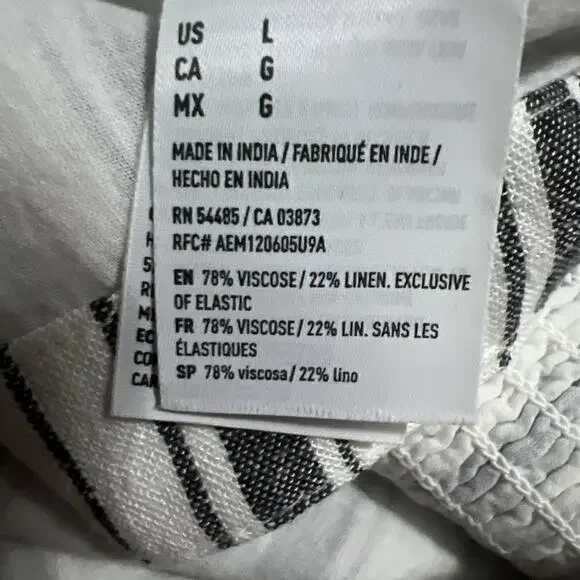 US L
CA G
MX G
MADE IN INDIA / FABRIQUÉ EN INDE /
HECHO EN INDIA
RN 54485 / CA 03873
RFC# AEM120605U9A
EN 78% VISCOSE / 22% LINEN. EXCLUSIVE
OF ELASTIC
FR 78% VISCOSE / 22% LIN. SANS LES
ÉLASTIQUES
SP 78% viscosa / 22% lino